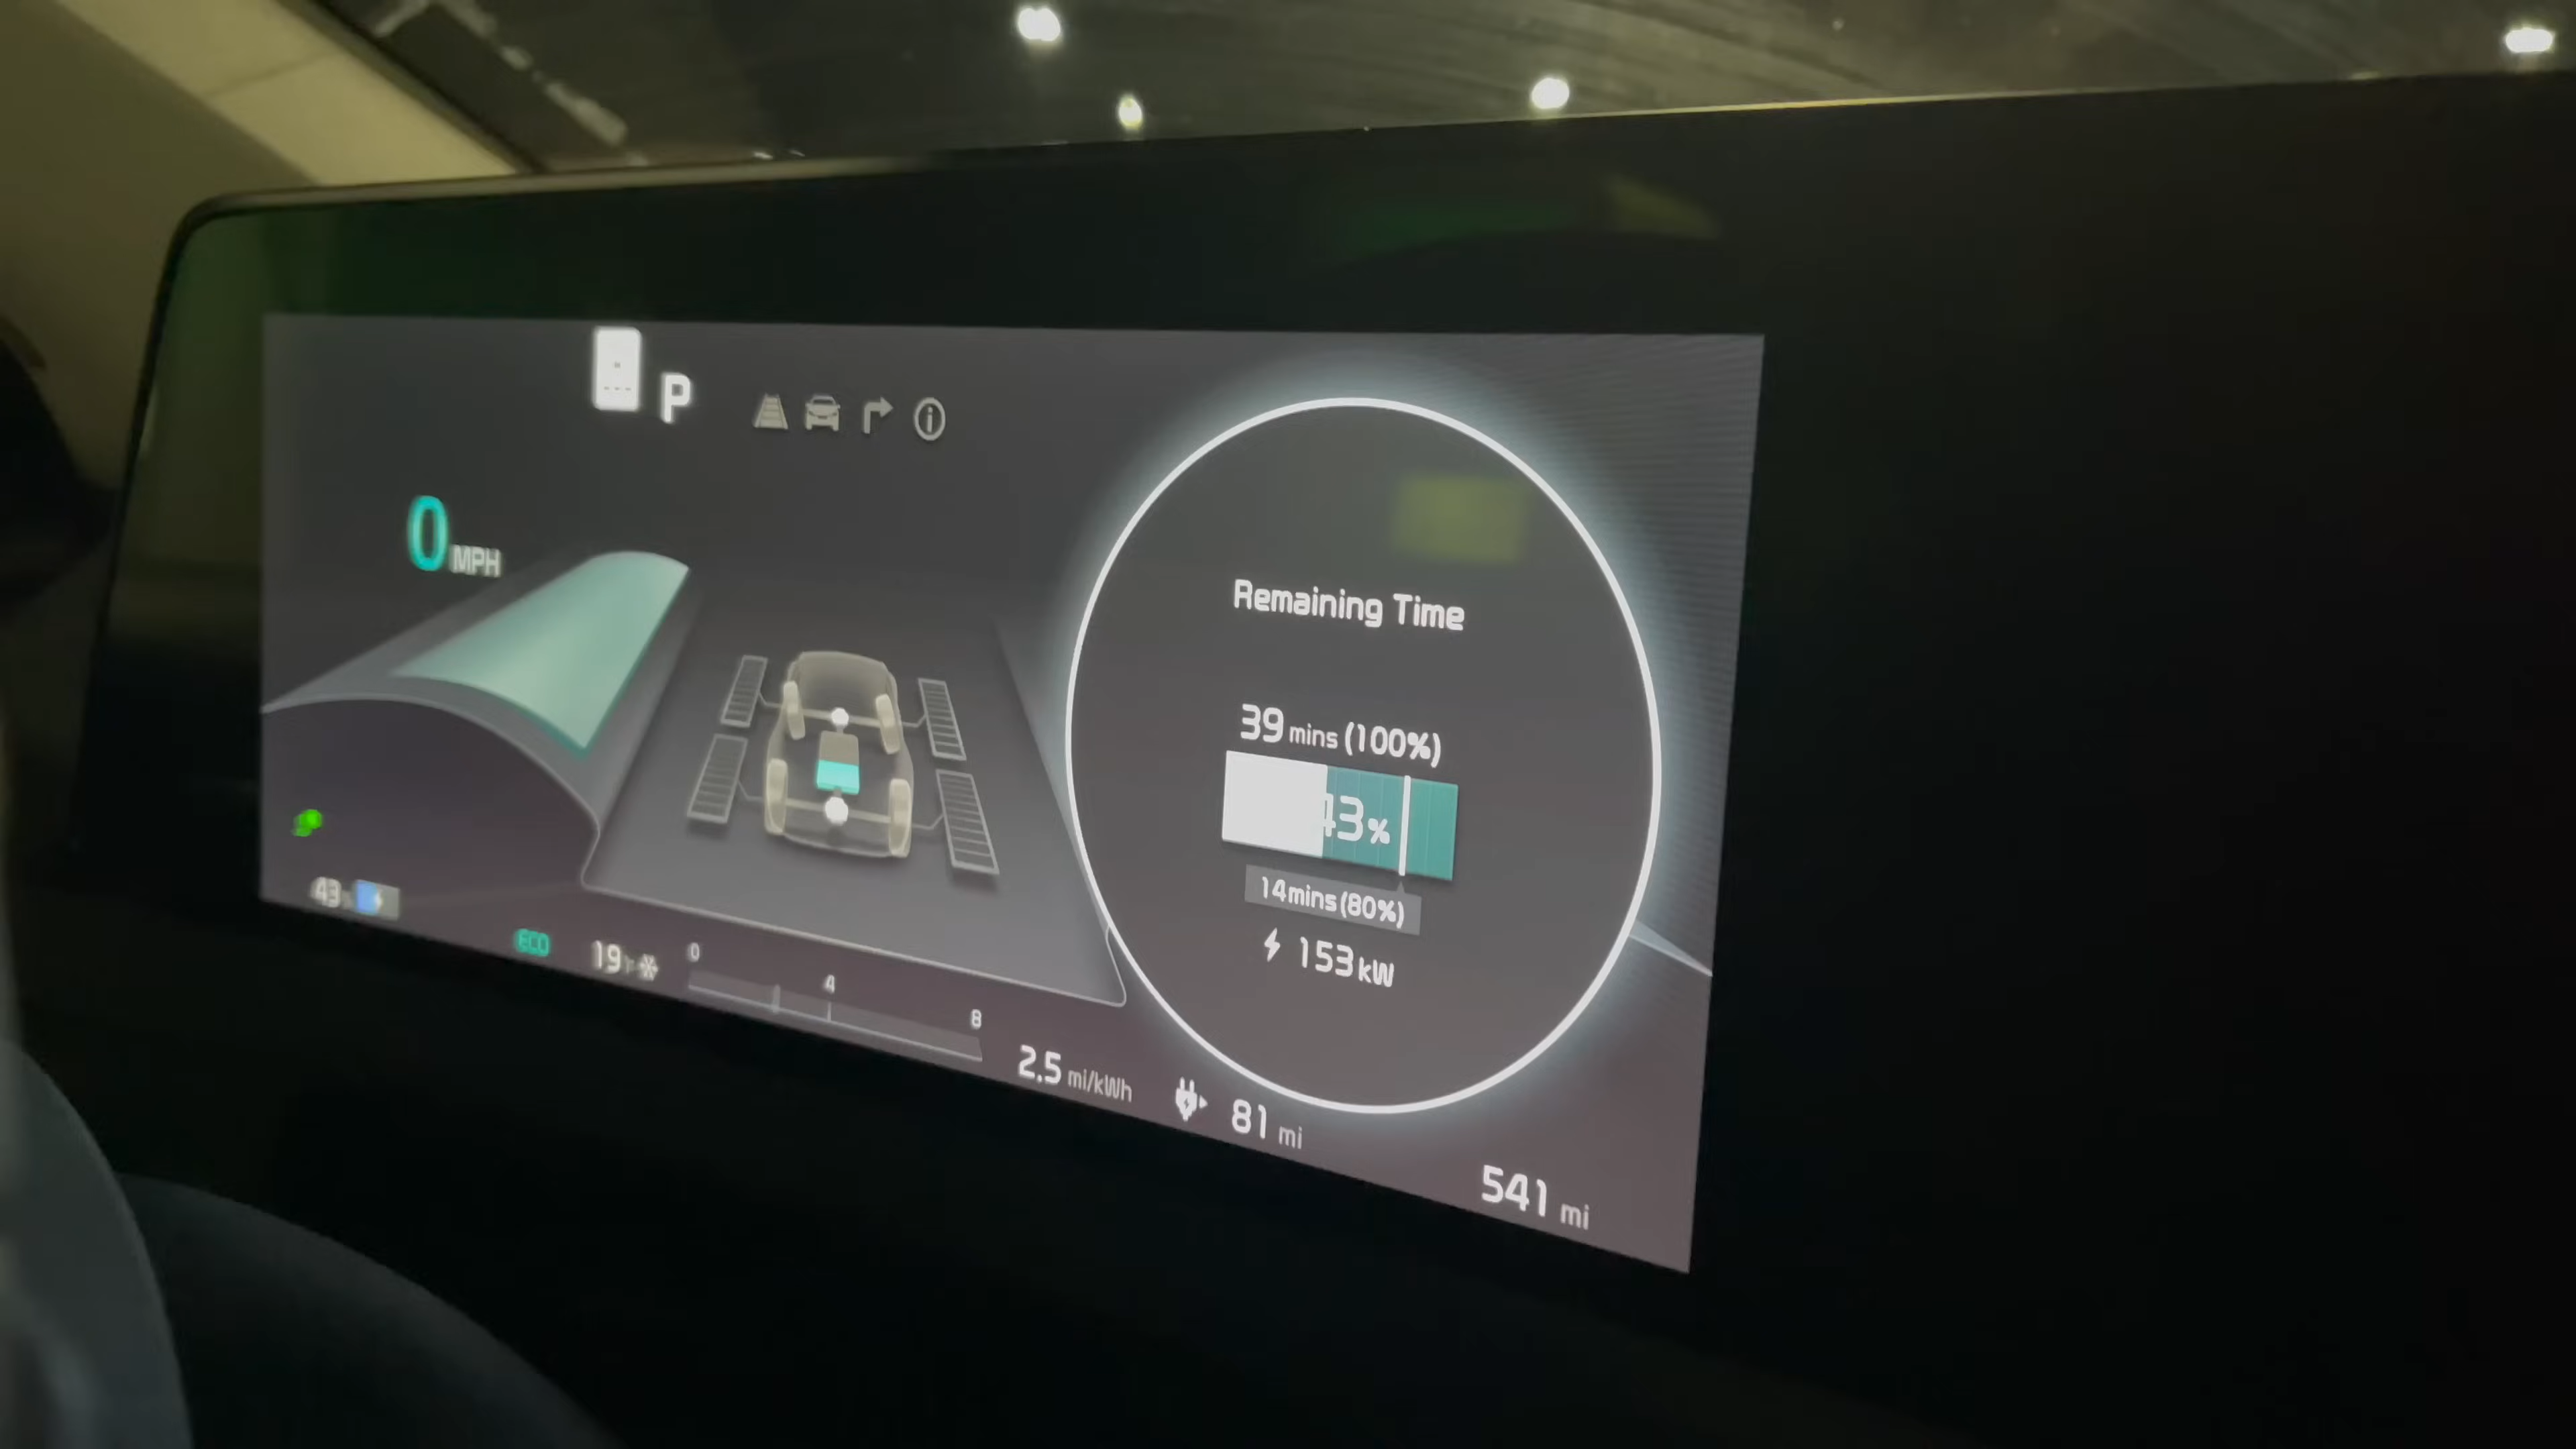 P
0 MPH
Remaining Time
39 mins (100%)
43%
14mins(80%)
153 kW
43%
ECO
19°F
0 4 8
2.5 mi/kWh
81 mi
541 mi